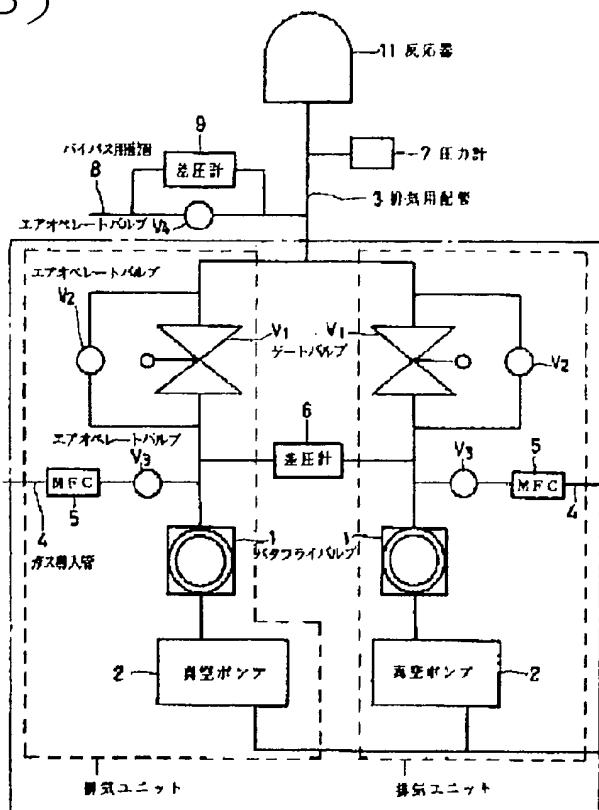 11 反応器
7 圧力計
9
差圧計
バイパス用配管
8
エアオペレートバルブ V4
3 排気用配管
エアオペレートバルブ
V2
V1
V1
ゲートバルブ
V2
6
差圧計
エアオペレートバルブ
V3
MFC
5
4
ガス導入管
V3
5
MFC
4
1
バタフライバルブ
1
2
真空ポンプ
真空ポンプ
2
排気ユニット
排気ユニット